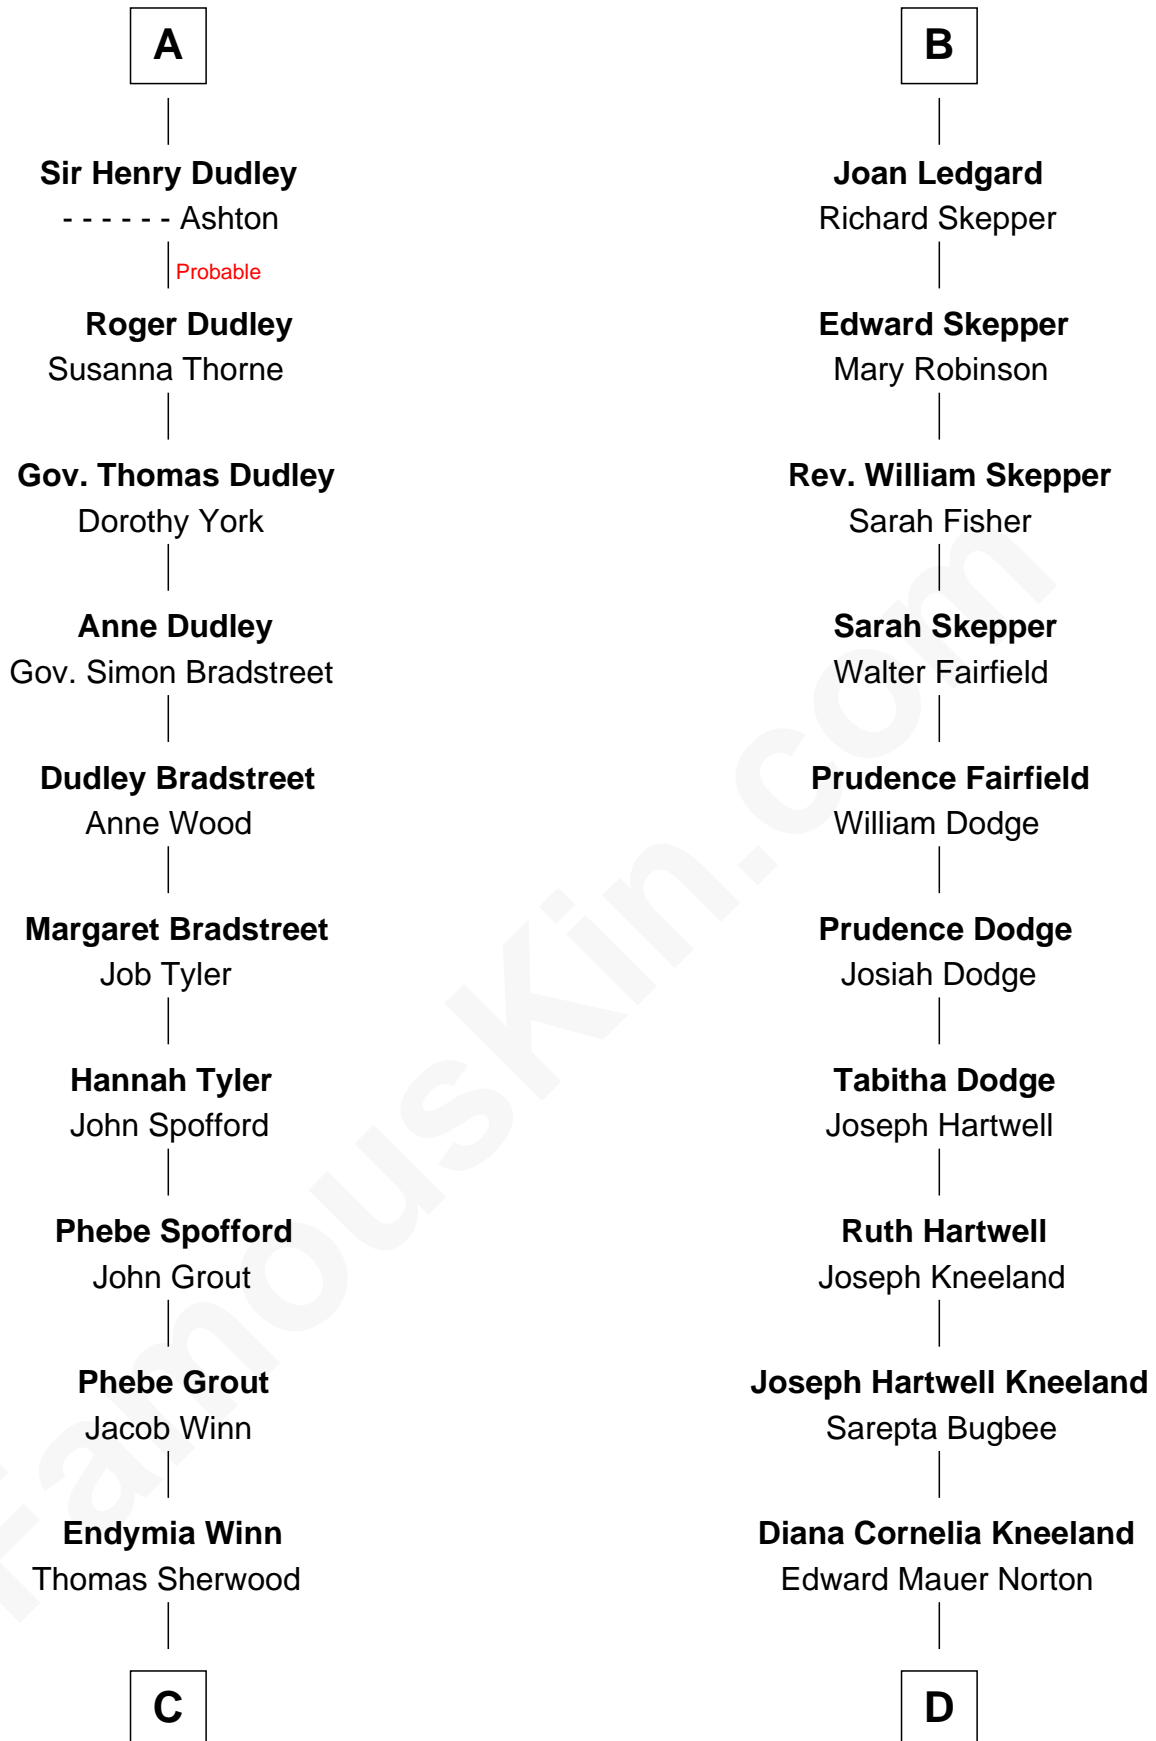 A
Sir Henry Dudley
- - - - - - Ashton
Probable
Roger Dudley
Susanna Thorne
Gov. Thomas Dudley
Dorothy York
Anne Dudley
Gov. Simon Bradstreet
Dudley Bradstreet
Anne Wood
Margaret Bradstreet
Job Tyler
Hannah Tyler
John Spofford
Phebe Spofford
John Grout
Phebe Grout
Jacob Winn
Endymia Winn
Thomas Sherwood
C
B
Joan Ledgard
Richard Skepper
Edward Skepper
Mary Robinson
Rev. William Skepper
Sarah Fisher
Sarah Skepper
Walter Fairfield
Prudence Fairfield
William Dodge
Prudence Dodge
Josiah Dodge
Tabitha Dodge
Joseph Hartwell
Ruth Hartwell
Joseph Kneeland
Joseph Hartwell Kneeland
Sarepta Bugbee
Diana Cornelia Kneeland
Edward Mauer Norton
D
FamousKin.com